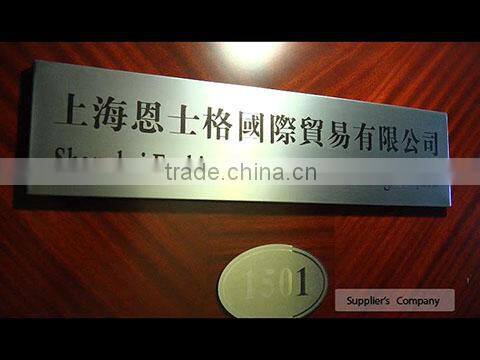 上海恩士格國際貿易有限公司
Shanghai
trade.china.cn
1501
Supplier's Company